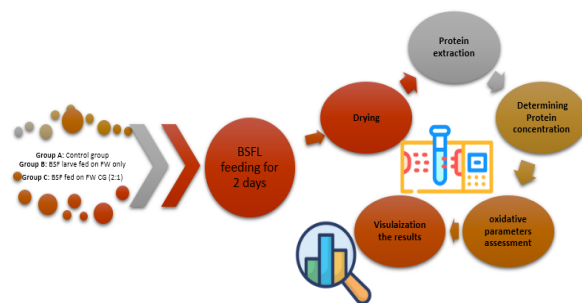 Group A: Control group
Group B: BSF larve fed on FW only
Group C: BSF fed on FW CG (2:1)
BSFL
feeding for
2 days
Drying
Protein
extraction
Determining
Protein
concentration
oxidative
parameters
assessment
Visulaization
the results